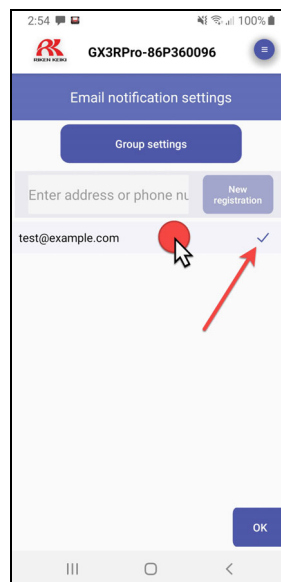 2:54 100%
RIKEN KEIKI
GX3RPro-86P360096
Email notification settings
Group settings
Enter address or phone nu
New
registration
test@example.com
OK